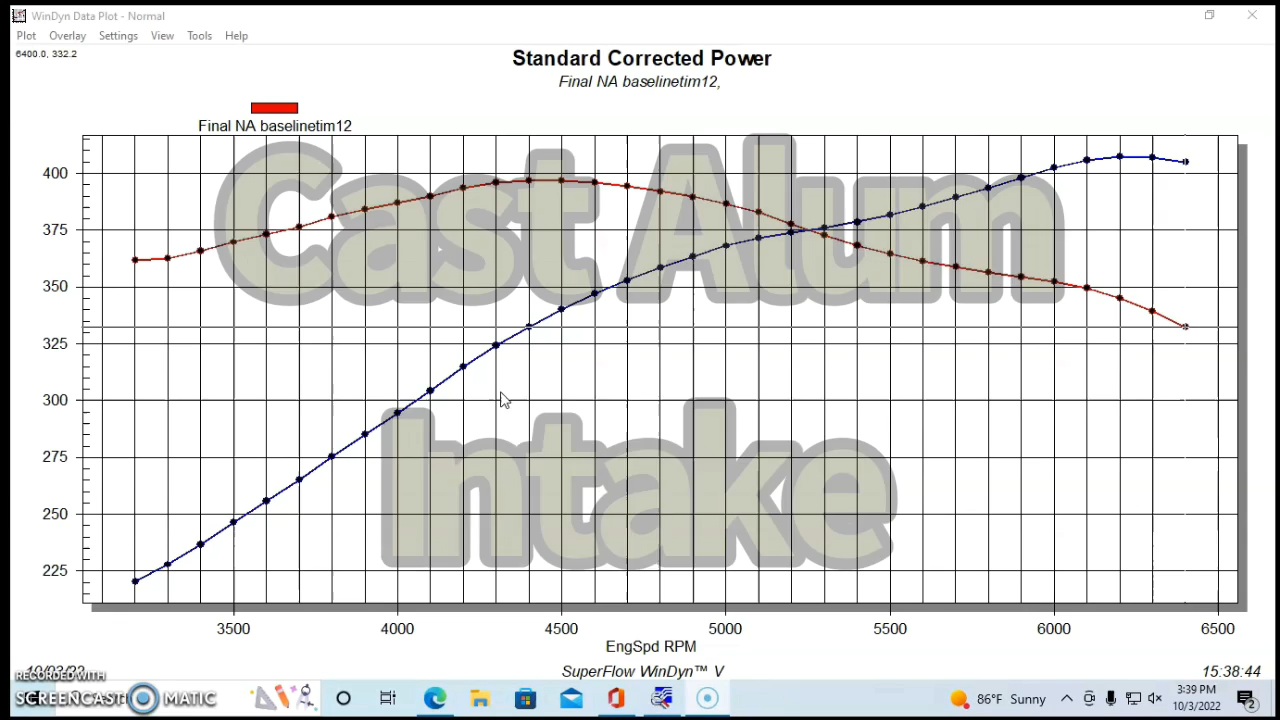 WinDyn Data Plot - Normal
Plot Overlay Settings View Tools Help
6400.0, 332.2
Standard Corrected Power
Final NA baselinetim12,
Final NA baselinetim12
Cast Alum
Intake
400
375
350
325
300
275
250
225
3500 4000 4500 5000 5500 6000 6500
EngSpd RPM
SuperFlow WinDyn™ V
15:38:44
RECORDED WITH
SCREENCAST MATIC
86°F Sunny
3:39 PM
10/3/2022
2